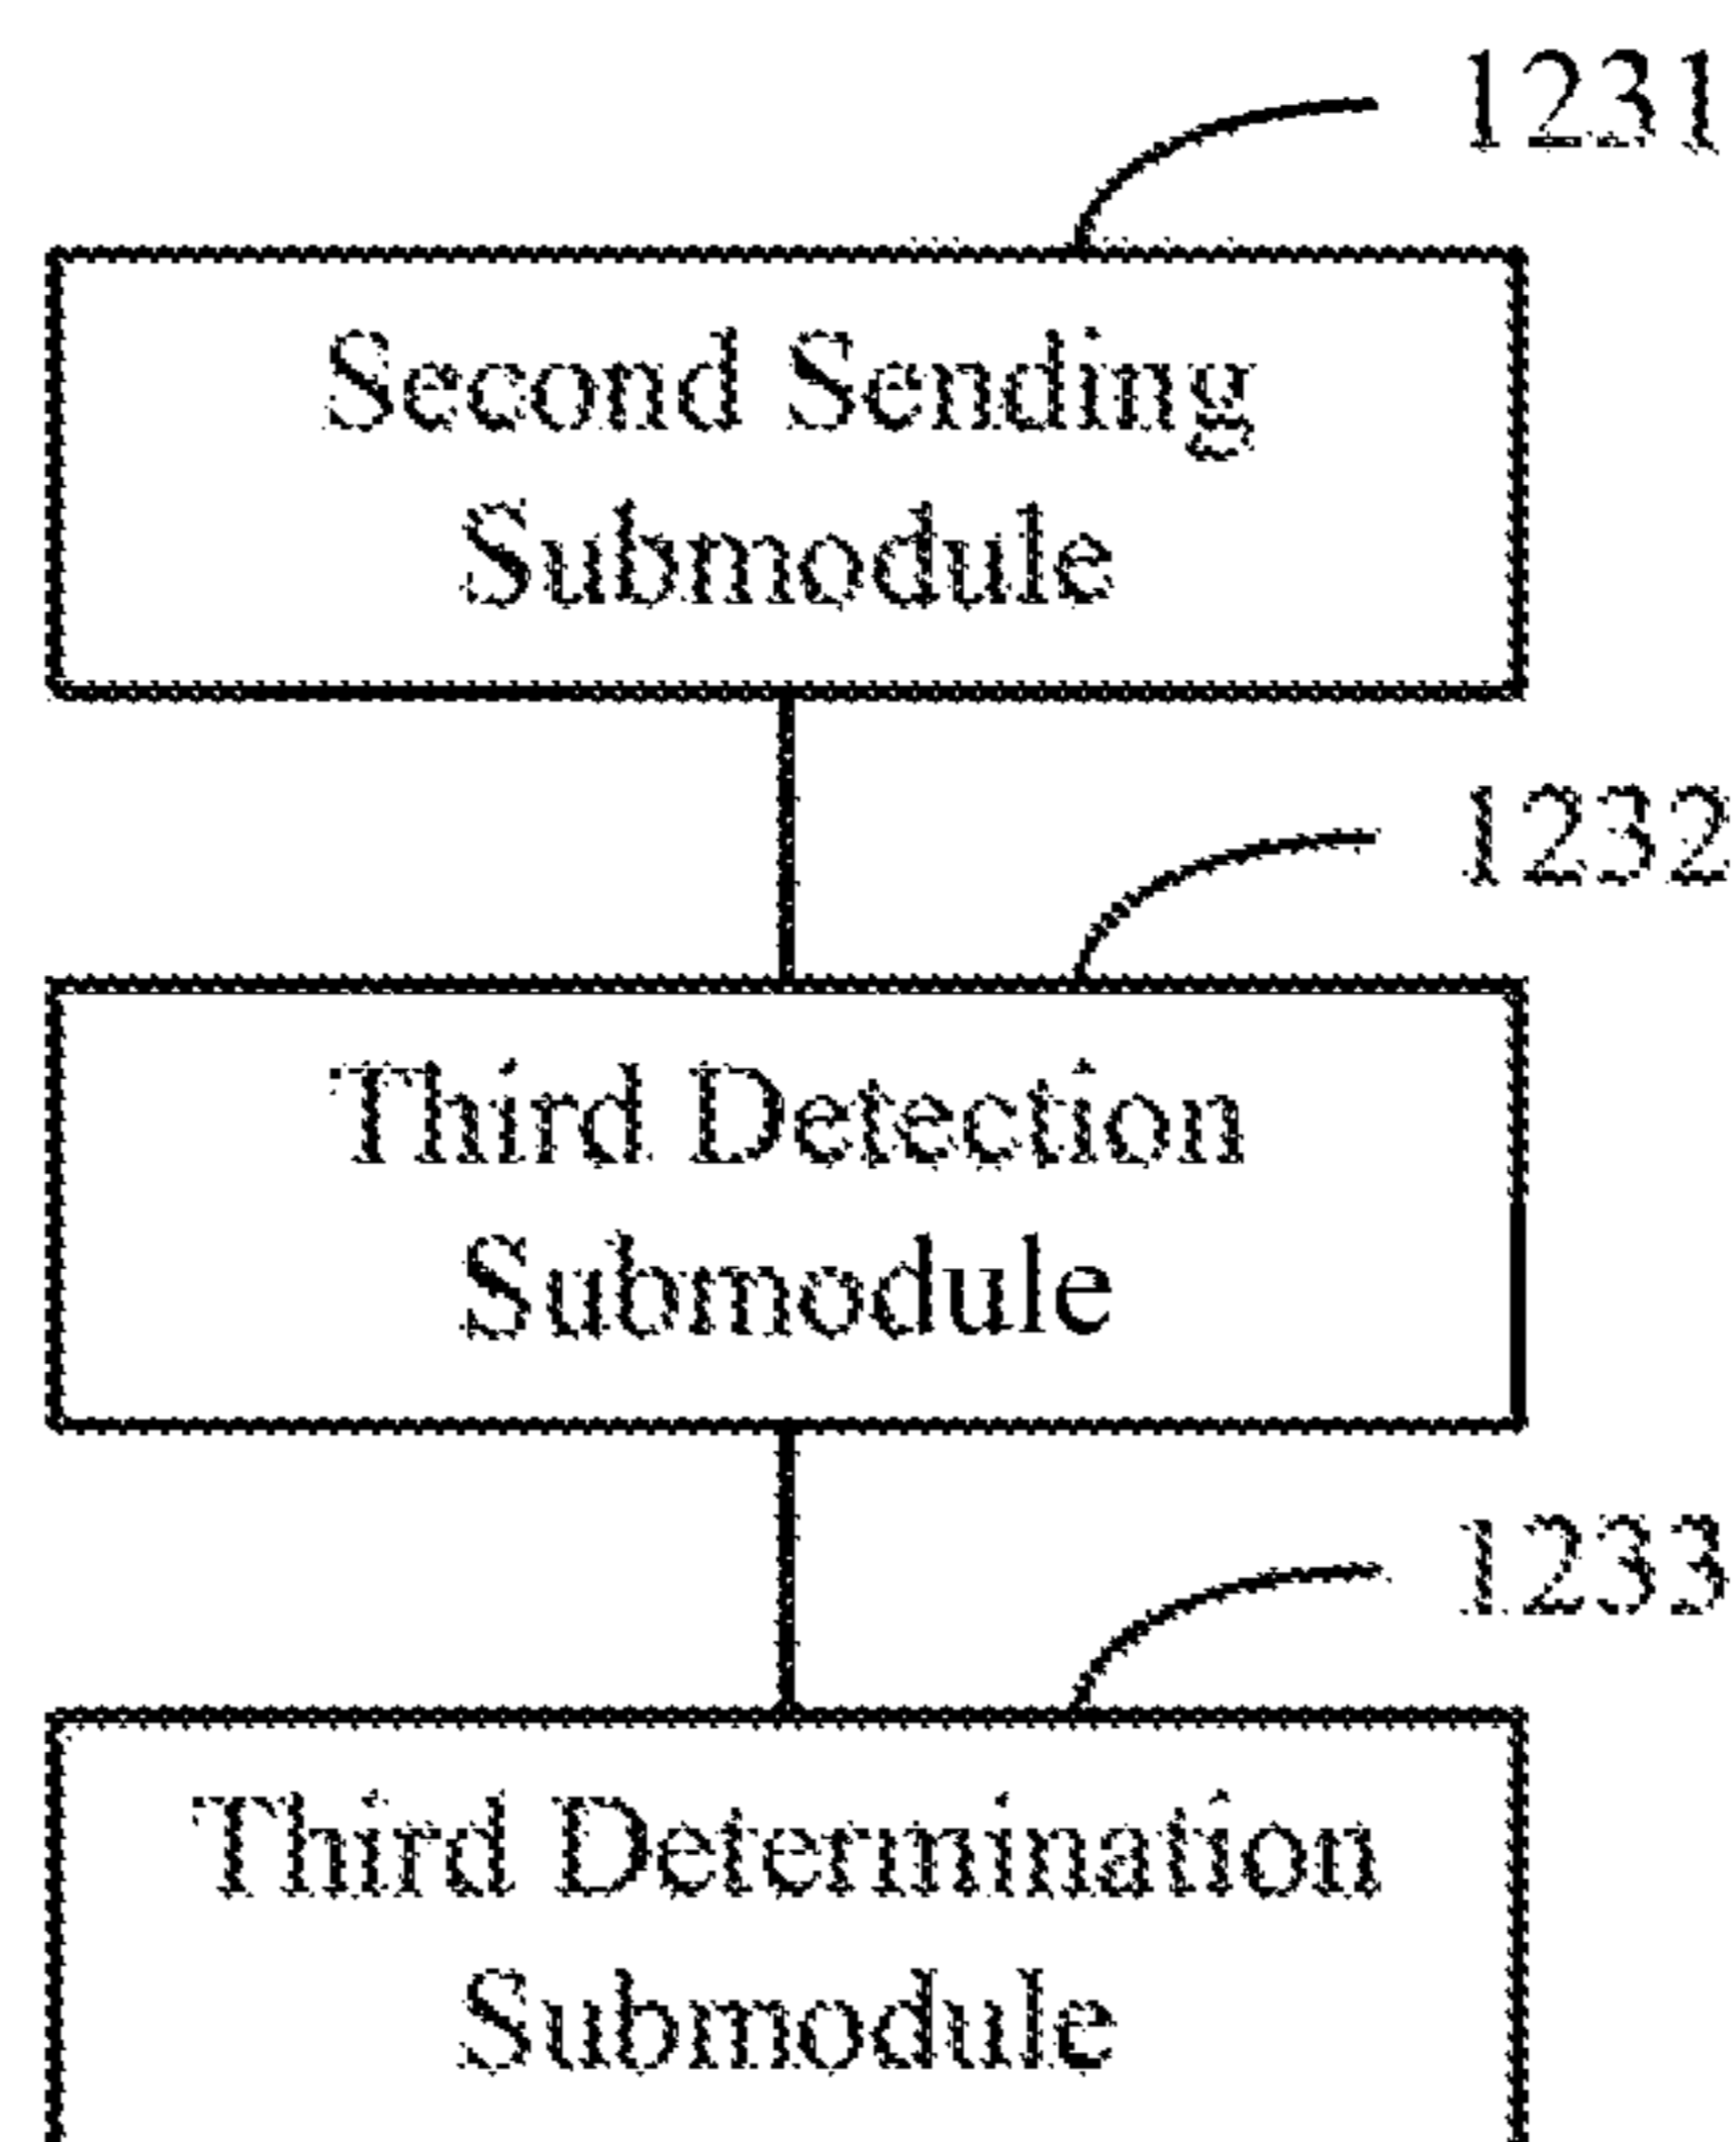 1231
Second Sending
Submodule
1232
Third Detection
Submodule
1233
Third Determination
Submodule